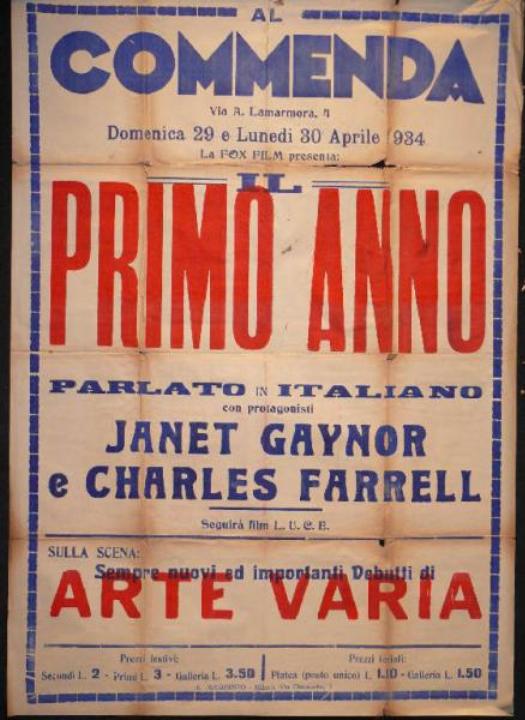 AL
COMMENDA
Via A. Lamarmora, 4
Domenica 29 e Lunedi 30 Aprile 934
La FOX FILM presenta:
IL
PRIMO ANNO
PARLATO IN ITALIANO
con protagonisti
JANET GAYNOR
e CHARLES FARRELL
Seguirà film L. U. C. E.
SULLA SCENA:
Sempre nuovi ed importanti Debutti di
ARTE VARIA
Prezzi festivi:
Secondi L. 2 - Primi L. 3 - Galleria L. 3.50
Prezzi feriali:
Platea (posto unico) L. 1.10 - Galleria L. 1.50